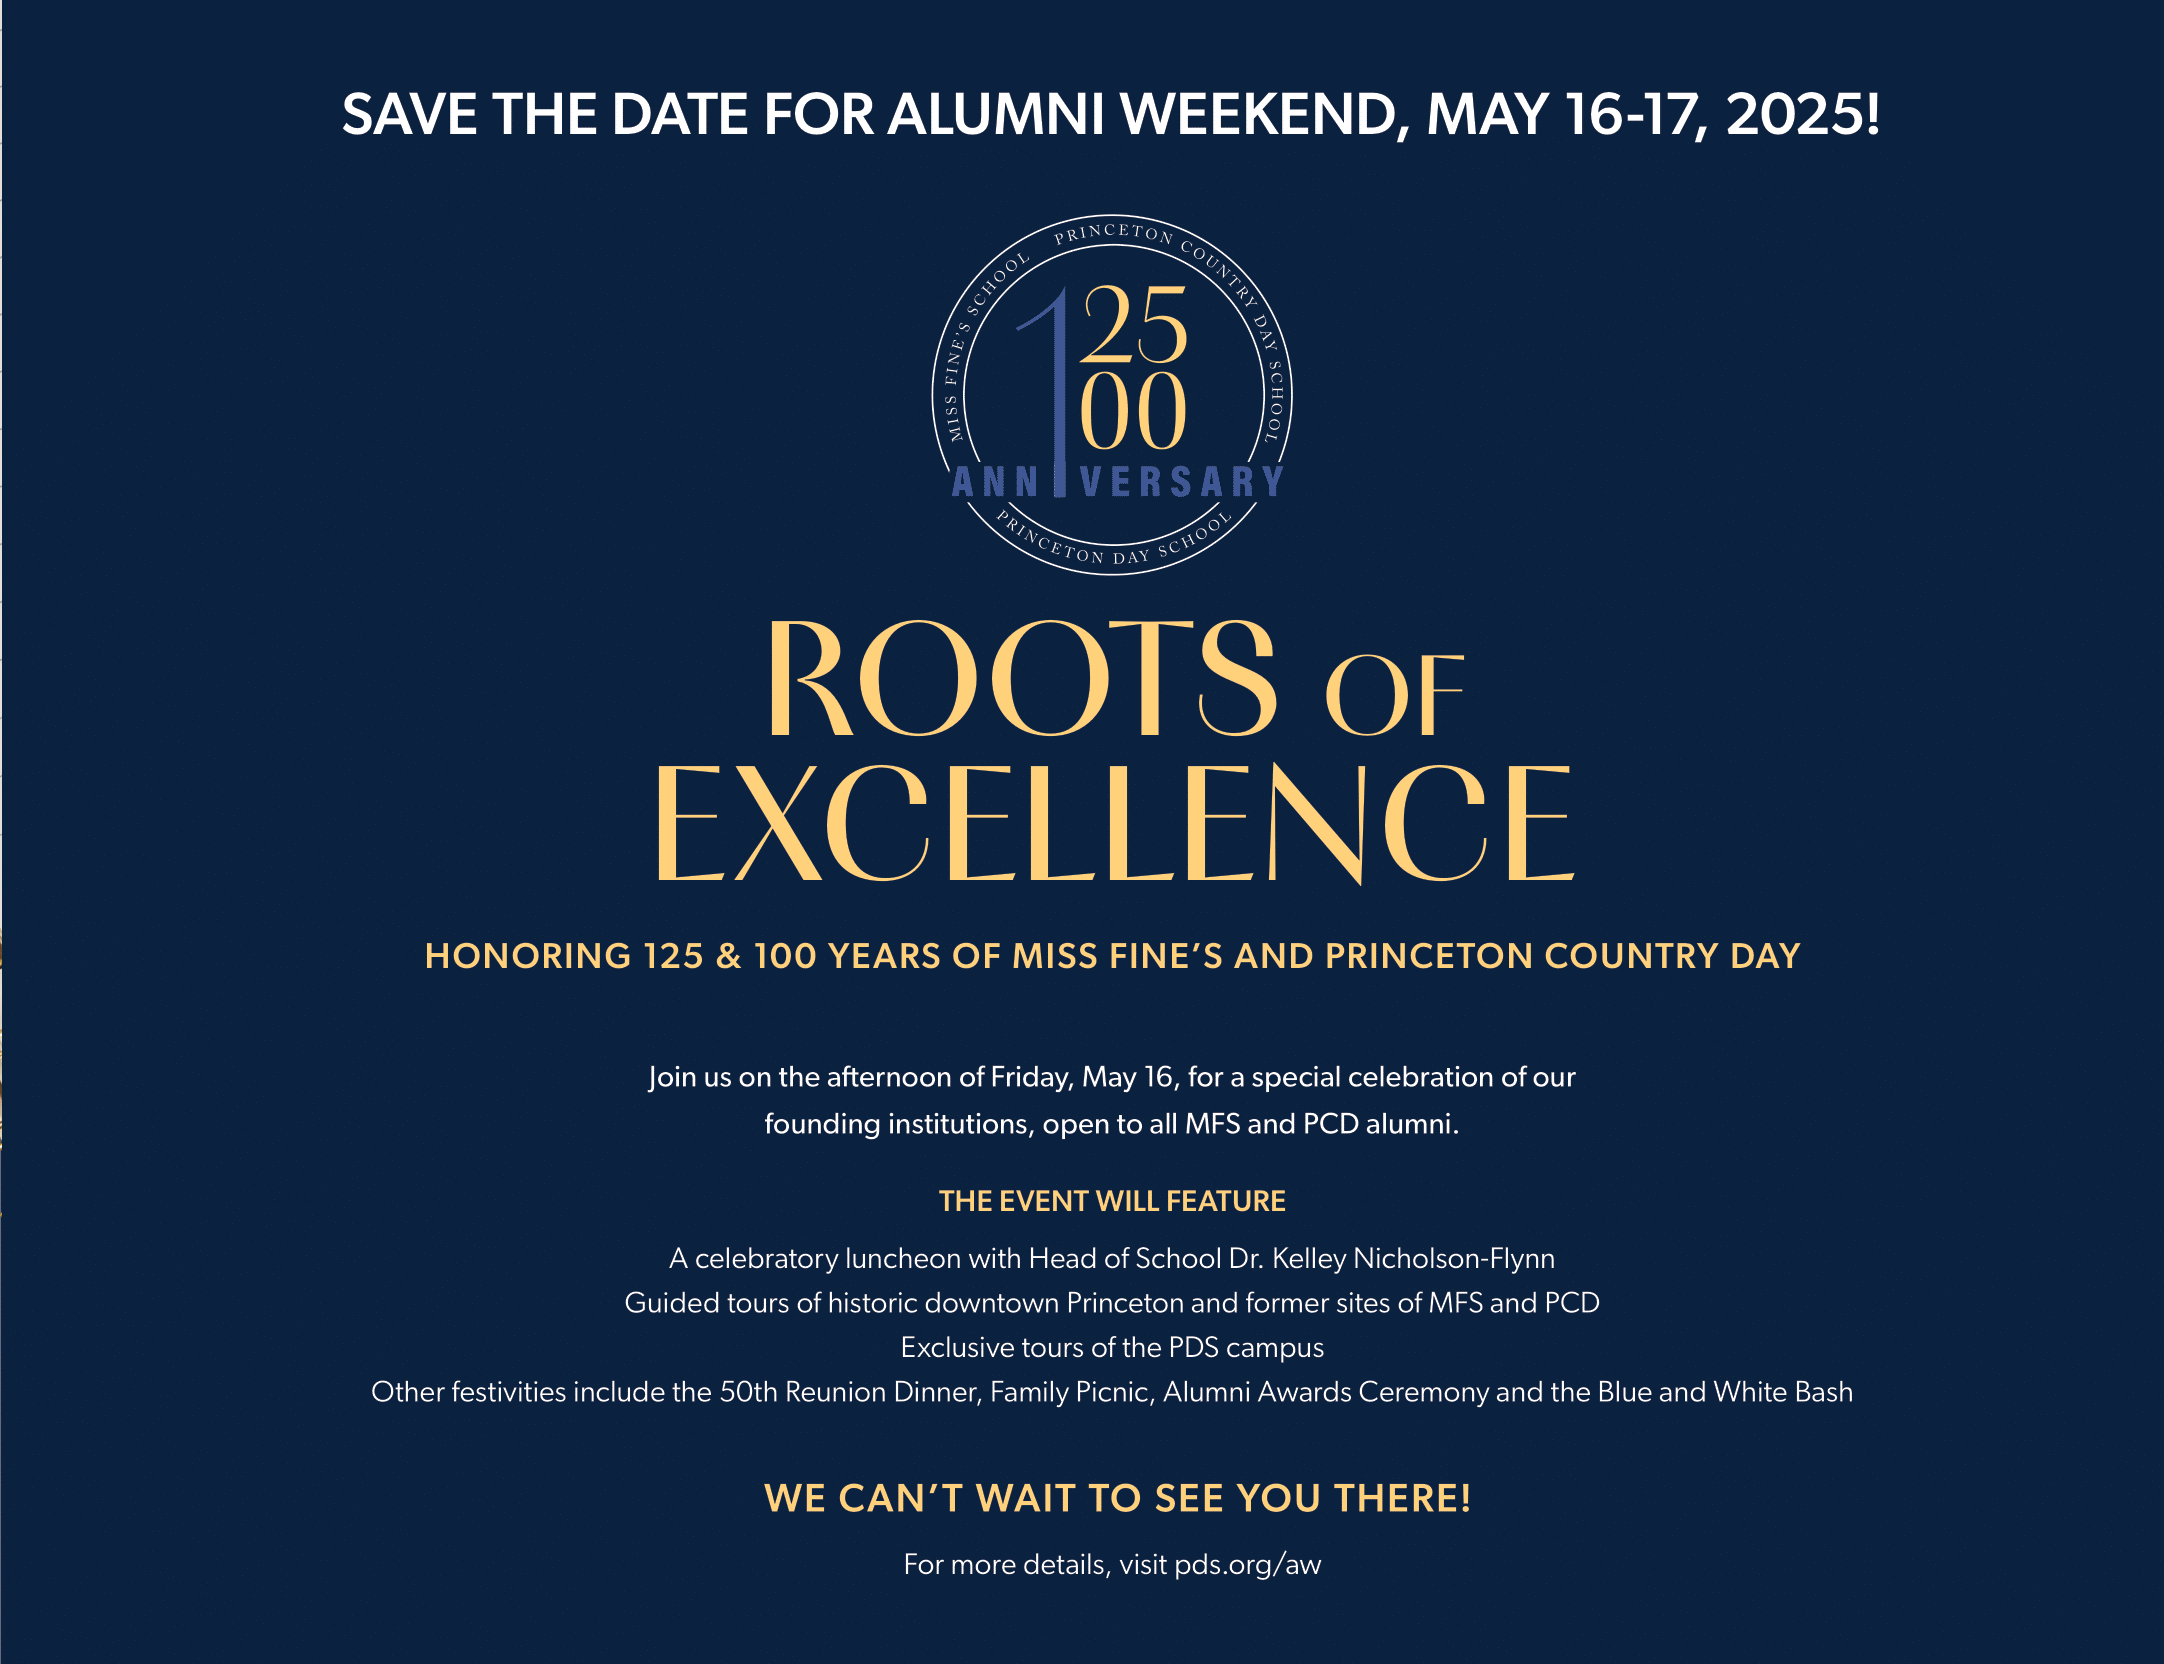 SAVE THE DATE FOR ALUMNI WEEKEND, MAY 16-17, 2025!
MISS FINE'S SCHOOL
PRINCETON COUNTRY DAY SCHOOL
125
100
ANNIVERSARY
PRINCETON DAY SCHOOL
ROOTS OF
EXCELLENCE
HONORING 125 & 100 YEARS OF MISS FINE’S AND PRINCETON COUNTRY DAY
Join us on the afternoon of Friday, May 16, for a special celebration of our
founding institutions, open to all MFS and PCD alumni.
THE EVENT WILL FEATURE
A celebratory luncheon with Head of School Dr. Kelley Nicholson-Flynn
Guided tours of historic downtown Princeton and former sites of MFS and PCD
Exclusive tours of the PDS campus
Other festivities include the 50th Reunion Dinner, Family Picnic, Alumni Awards Ceremony and the Blue and White Bash
WE CAN’T WAIT TO SEE YOU THERE!
For more details, visit pds.org/aw